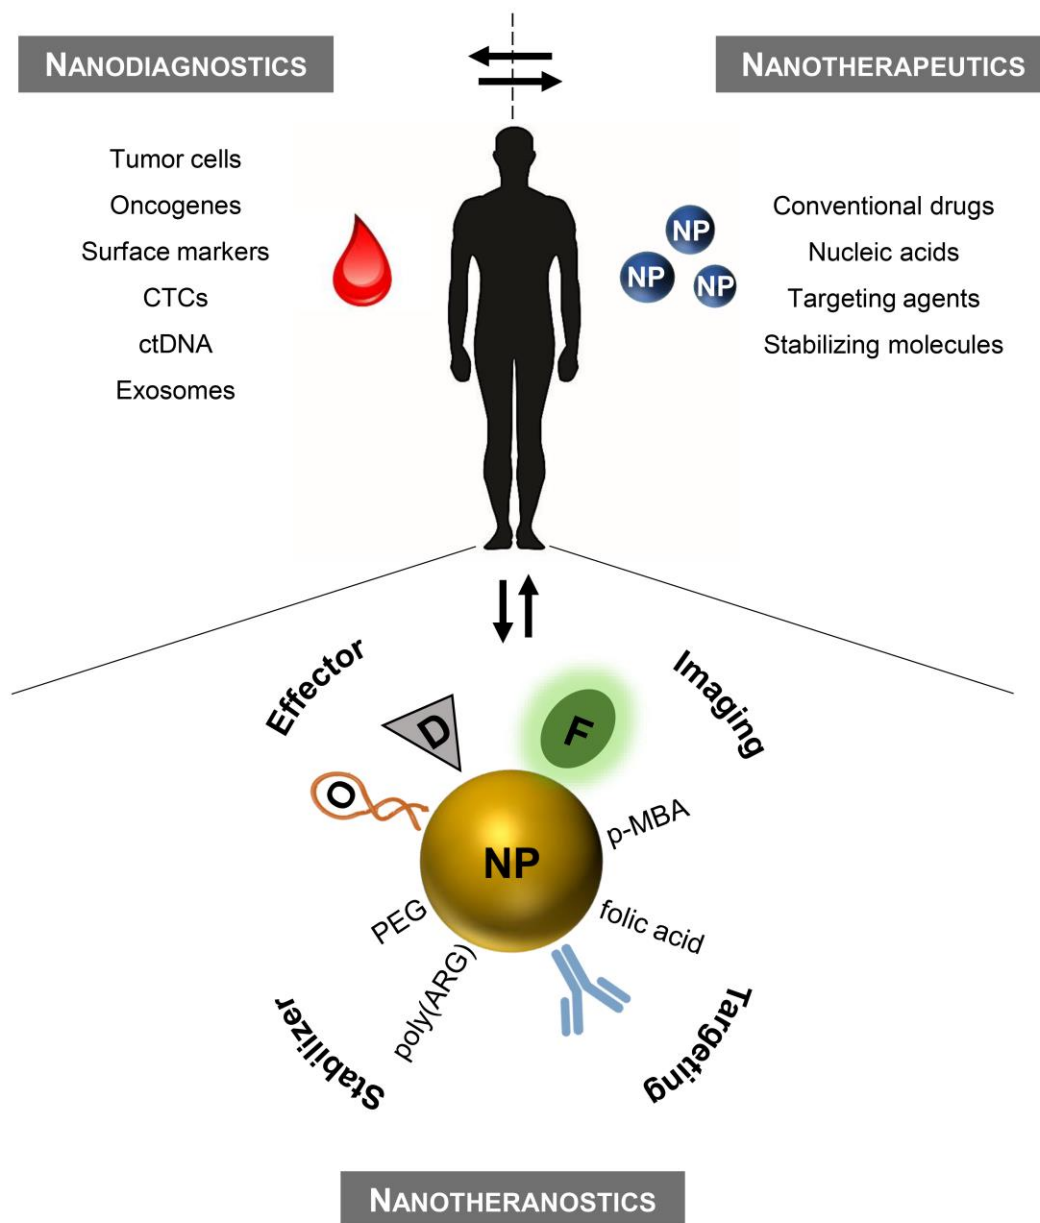 NANODIAGNOSTICS
NANOTHERAPEUTICS
Tumor cells
Oncogenes
Surface markers
CTCs
ctDNA
Exosomes
NP
NP
NP
Conventional drugs
Nucleic acids
Targeting agents
Stabilizing molecules
Effector
Imaging
D
F
O
NP
p-MBA
PEG
folic acid
poly(ARG)
Stabilizer
Targeting
NANOTHERANOSTICS